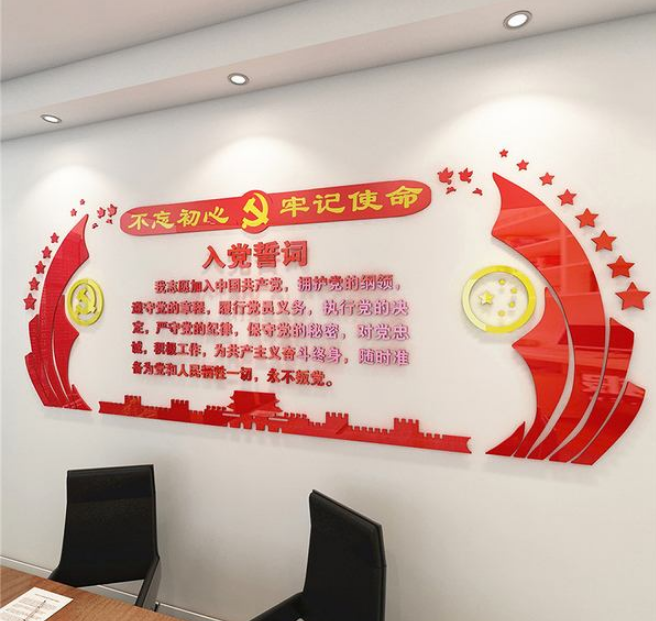 不忘初心 牢记使命
入党誓词
我志愿加入中国共产党，拥护党的纲领，
遵守党的章程，履行党员义务，执行党的决
定，严守党的纪律，保守党的秘密，对党忠
诚，积极工作，为共产主义奋斗终身，随时准
备为党和人民牺牲一切，永不叛党。